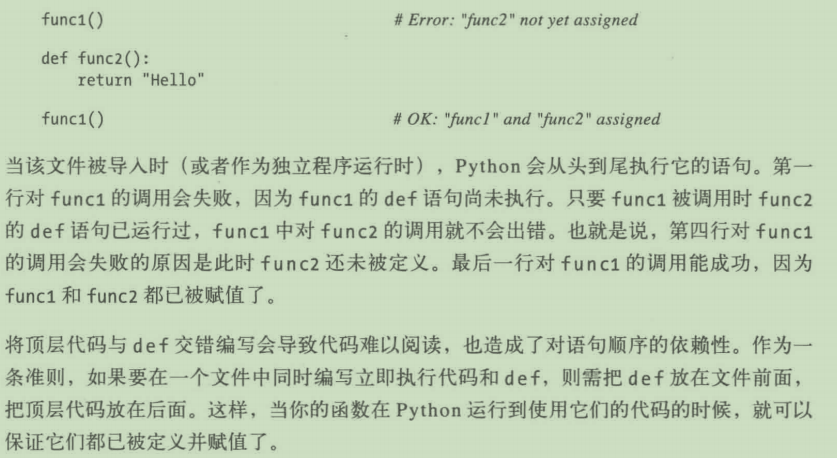 func1() # Error: "func2" not yet assigned
def func2():
    return "Hello"
func1() # OK: "func1" and "func2" assigned
当该文件被导入时（或者作为独立程序运行时），Python 会从头到尾执行它的语句。第一
行对 func1 的调用会失败，因为 func1 的 def 语句尚未执行。只要 func1 被调用时 func2
的 def 语句已运行过，func1 中对 func2 的调用就不会出错。也就是说，第四行对 func1
的调用会失败的原因是此时 func2 还未被定义。最后一行对 func1 的调用能成功，因为
func1 和 func2 都已被赋值了。
将顶层代码与 def 交错编写会导致代码难以阅读，也造成了对语句顺序的依赖性。作为一
条准则，如果要在一个文件中同时编写立即执行代码和 def，则需把 def 放在文件前面，
把顶层代码放在后面。这样，当你的函数在 Python 运行到使用它们的代码的时候，就可以
保证它们都已被定义并赋值了。